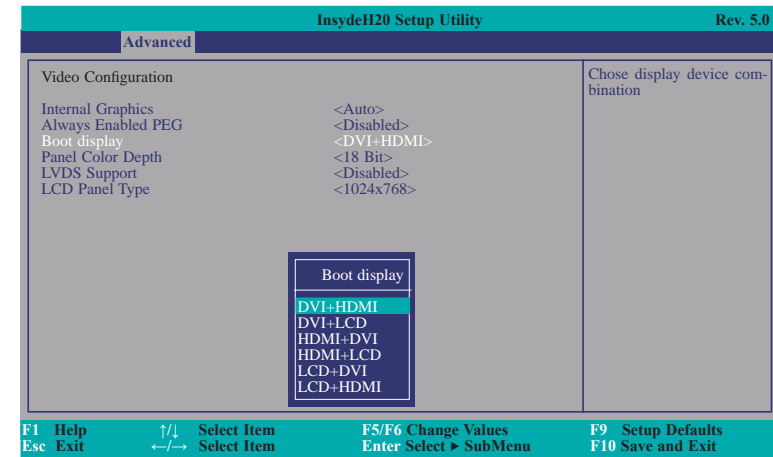 InsydeH20 Setup Utility Rev. 5.0
Advanced
Video Configuration
Internal Graphics <Auto>
Always Enabled PEG <Disabled>
Boot display <DVI+HDMI>
Panel Color Depth <18 Bit>
LVDS Support <Disabled>
LCD Panel Type <1024x768>
Chose display device com-
bination
Boot display
DVI+HDMI
DVI+LCD
HDMI+DVI
HDMI+LCD
LCD+DVI
LCD+HDMI
F1 Help ↑/↓ Select Item F5/F6 Change Values F9 Setup Defaults
Esc Exit ←/→ Select Item Enter Select ► SubMenu F10 Save and Exit